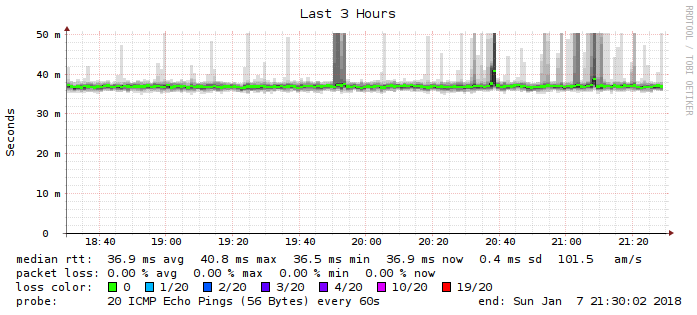 Last 3 Hours
RRDTOOL / TOBI OETIKER
Seconds
50 m
40 m
30 m
20 m
10 m
0
18:40 19:00 19:20 19:40 20:00 20:20 20:40 21:00 21:20
median rtt: 36.9 ms avg 40.8 ms max 36.5 ms min 36.9 ms now 0.4 ms sd 101.5 am/s
packet loss: 0.00 % avg 0.00 % max 0.00 % min 0.00 % now
loss color: 0 1/20 2/20 3/20 4/20 10/20 19/20
probe: 20 ICMP Echo Pings (56 Bytes) every 60s end: Sun Jan 7 21:30:02 2018